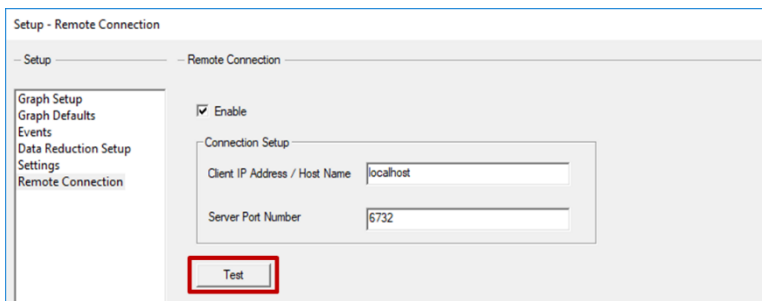 Setup - Remote Connection
Setup
Graph Setup
Graph Defaults
Events
Data Reduction Setup
Settings
Remote Connection
Remote Connection
Enable
Connection Setup
Client IP Address / Host Name localhost
Server Port Number 6732
Test